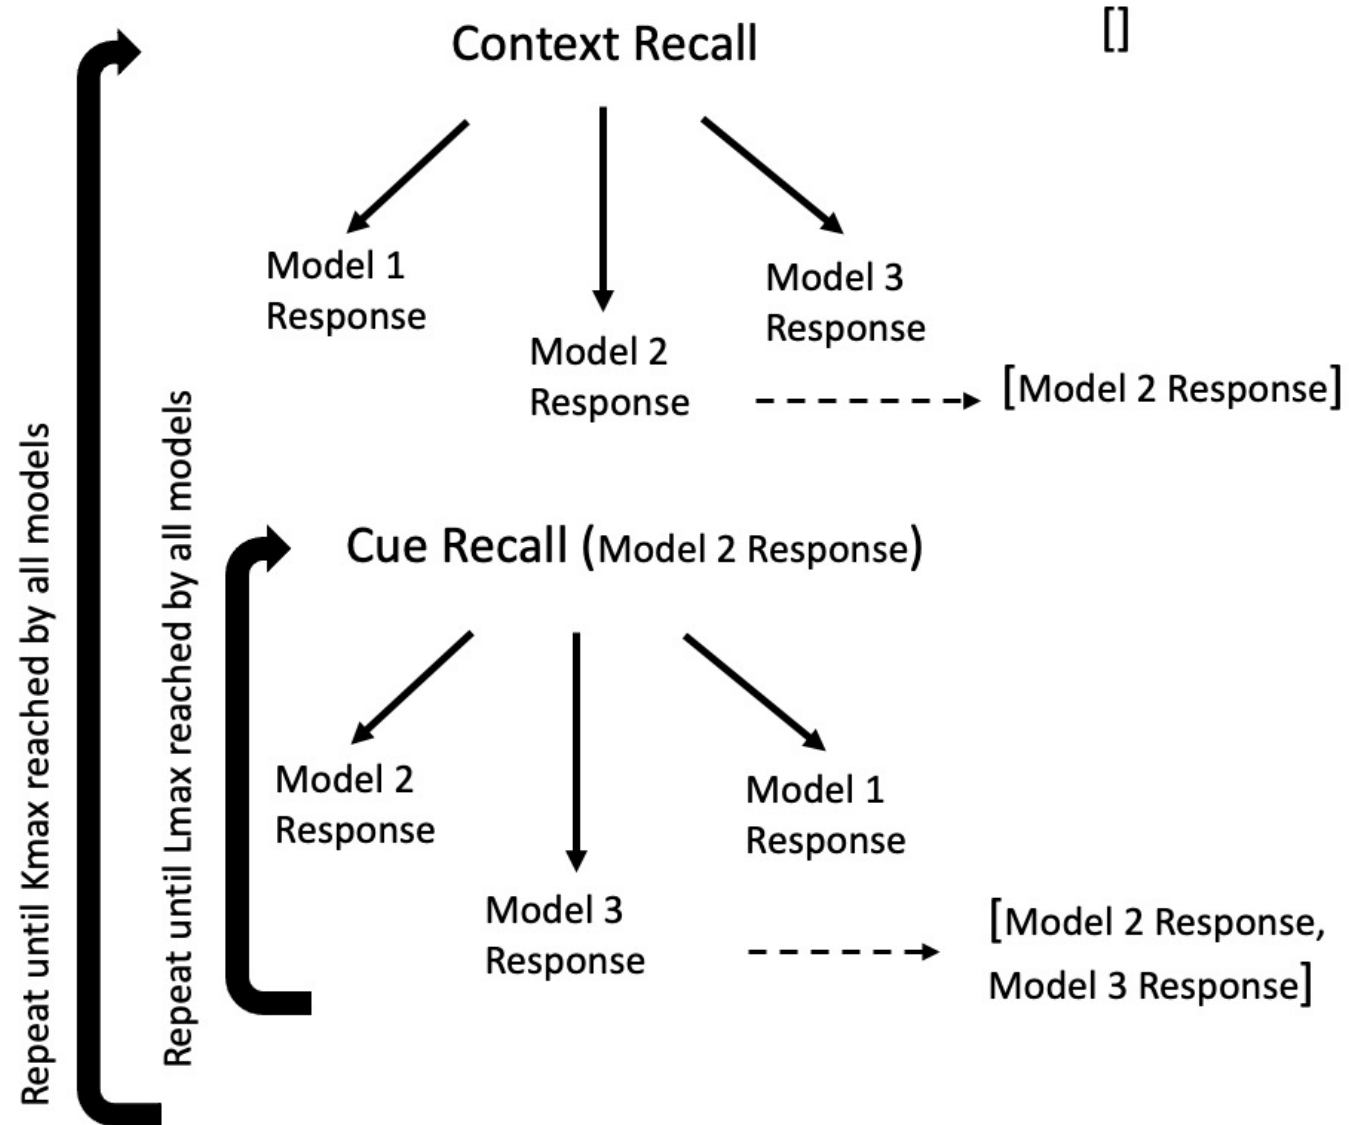 Context Recall
[]
Model 1
Response
Model 2
Response
Model 3
Response
[Model 2 Response]
Cue Recall (Model 2 Response)
Model 2
Response
Model 3
Response
Model 1
Response
[Model 2 Response,
Model 3 Response]
Repeat until Kmax reached by all models
Repeat until Lmax reached by all models